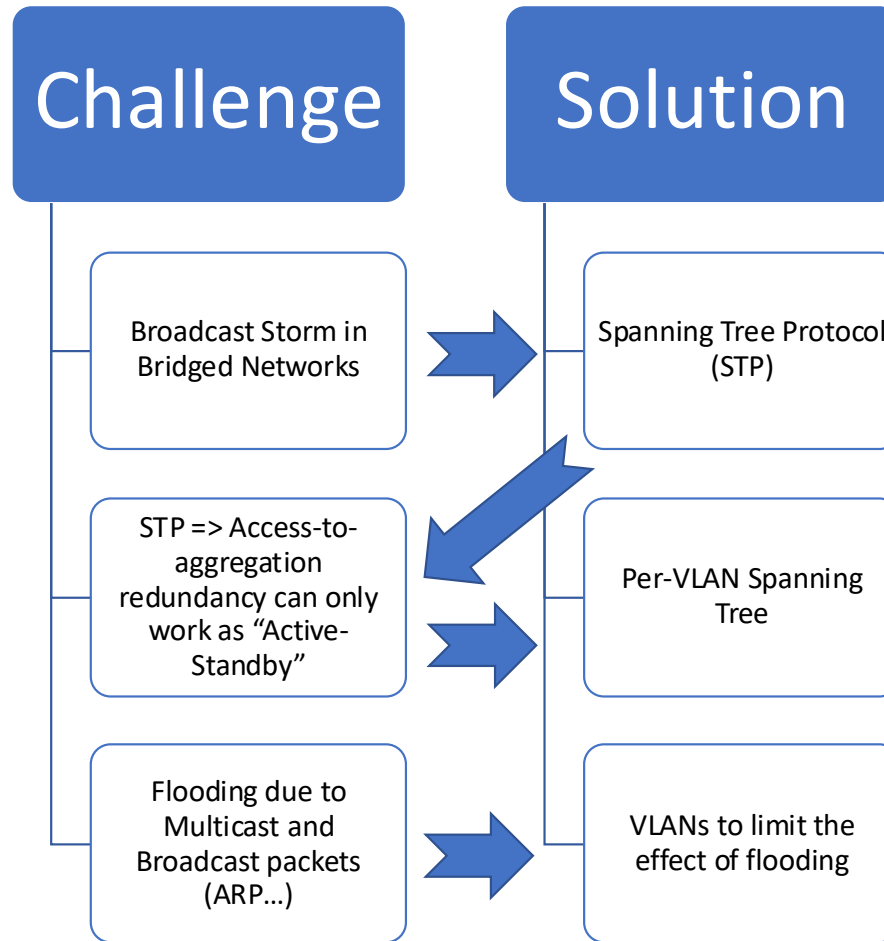 Challenge
Solution
Broadcast Storm in
Bridged Networks
Spanning Tree Protocol
(STP)
STP => Access-to-
aggregation
redundancy can only
work as “Active-
Standby”
Per-VLAN Spanning
Tree
Flooding due to
Multicast and
Broadcast packets
(ARP…)
VLANs to limit the
effect of flooding